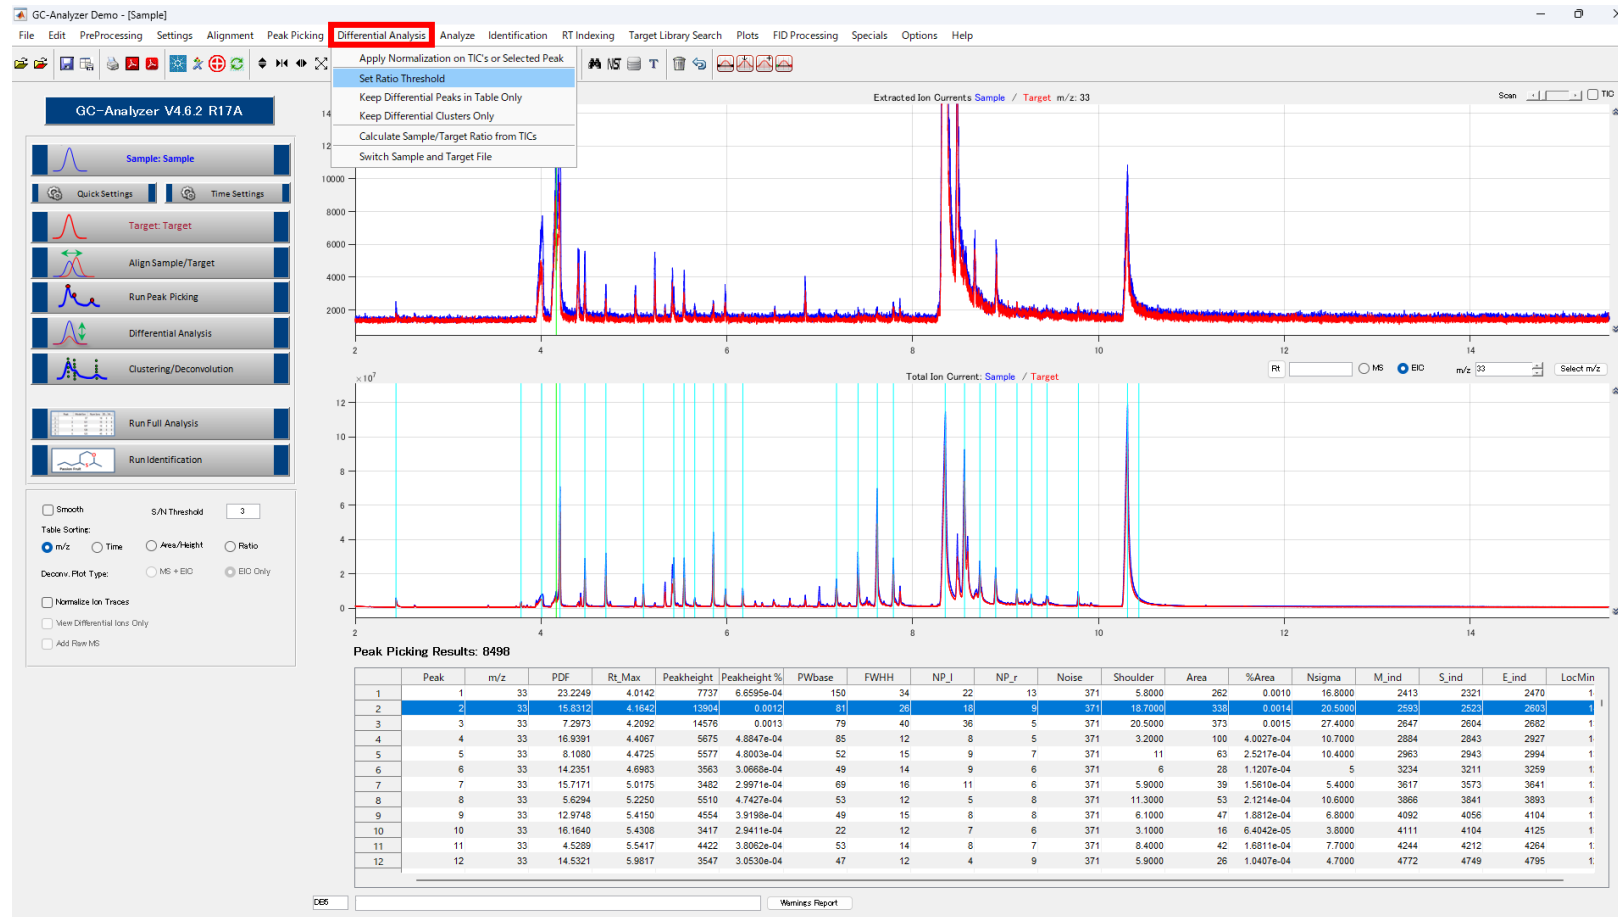 GC-Analyzer Demo - [Sample]
File Edit PreProcessing Settings Alignment Peak Picking Differential Analysis Analyze Identification RT Indexing Target Library Search Plots FID Processing Specials Options Help
Apply Normalization on TIC's or Selected Peak
Set Ratio Threshold
Keep Differential Peaks in Table Only
Keep Differential Clusters Only
Calculate Sample/Target Ratio from TICs
Switch Sample and Target File
GC-Analyzer V4.6.2 R17A
Sample: Sample
Quick Settings Time Settings
Target: Target
Align Sample/Target
Run Peak Picking
Differential Analysis
Clustering/Deconvolution
Run Full Analysis
Run Identification
Smooth S/N Threshold 3
Table Sorting:
m/z Time Area/Height Ratio
Deconv. Plot Type: MS + EIC EIC Only
Normalize Ion Traces
View Differential Ions Only
Add Raw MS
Extracted Ion Currents Sample / Target m/z: 33
Scan TIC
10000
8000
6000
4000
2000
2 4 6 8 10 12 14
Rt MS EIC m/z 33 Select m/z
×10^7
Total Ion Current: Sample / Target
12
10
8
6
4
2
0
2 4 6 8 10 12 14
Peak Picking Results: 8498
Peak m/z PDF Rt_Max Peakheight Peakheight % PWbase FWHH NP_l NP_r Noise Shoulder Area %Area Nsigma M_ind S_ind E_ind LocMin
1 1 33 23.2249 4.0142 7737 6.6595e-04 150 34 22 13 371 5.8000 262 0.0010 16.8000 2413 2321 2470
2 2 33 15.8312 4.1642 13904 0.0012 81 26 18 9 371 18.7000 338 0.0014 20.5000 2593 2523 2603
3 3 33 7.2973 4.2092 14576 0.0013 79 40 36 5 371 20.5000 373 0.0015 27.4000 2647 2604 2682
4 4 33 16.9391 4.4067 5675 4.8847e-04 85 12 8 5 371 3.2000 100 4.0027e-04 10.7000 2884 2843 2927
5 5 33 8.1080 4.4725 5577 4.8003e-04 52 15 9 7 371 11 63 2.5217e-04 10.4000 2963 2943 2994
6 6 33 14.2351 4.6983 3563 3.0668e-04 49 14 9 6 371 6 28 1.1207e-04 5 3234 3211 3259
7 7 33 15.7171 5.0175 3482 2.9971e-04 69 16 11 6 371 5.9000 39 1.5610e-04 5.4000 3617 3573 3641
8 8 33 5.6294 5.2250 5510 4.7427e-04 53 12 5 8 371 11.3000 53 2.1214e-04 10.6000 3866 3841 3893
9 9 33 12.9748 5.4150 4554 3.9198e-04 49 15 8 8 371 6.1000 47 1.8812e-04 6.8000 4092 4056 4104
10 10 33 16.1640 5.4308 3417 2.9411e-04 22 12 7 6 371 3.1000 16 6.4042e-05 3.8000 4111 4104 4125
11 11 33 4.5289 5.5417 4422 3.8062e-04 53 14 8 7 371 8.4000 42 1.6811e-04 7.7000 4244 4212 4264
12 12 33 14.5321 5.9817 3547 3.0530e-04 47 12 4 9 371 5.9000 26 1.0407e-04 4.7000 4772 4749 4795
DB5 Warnings Report